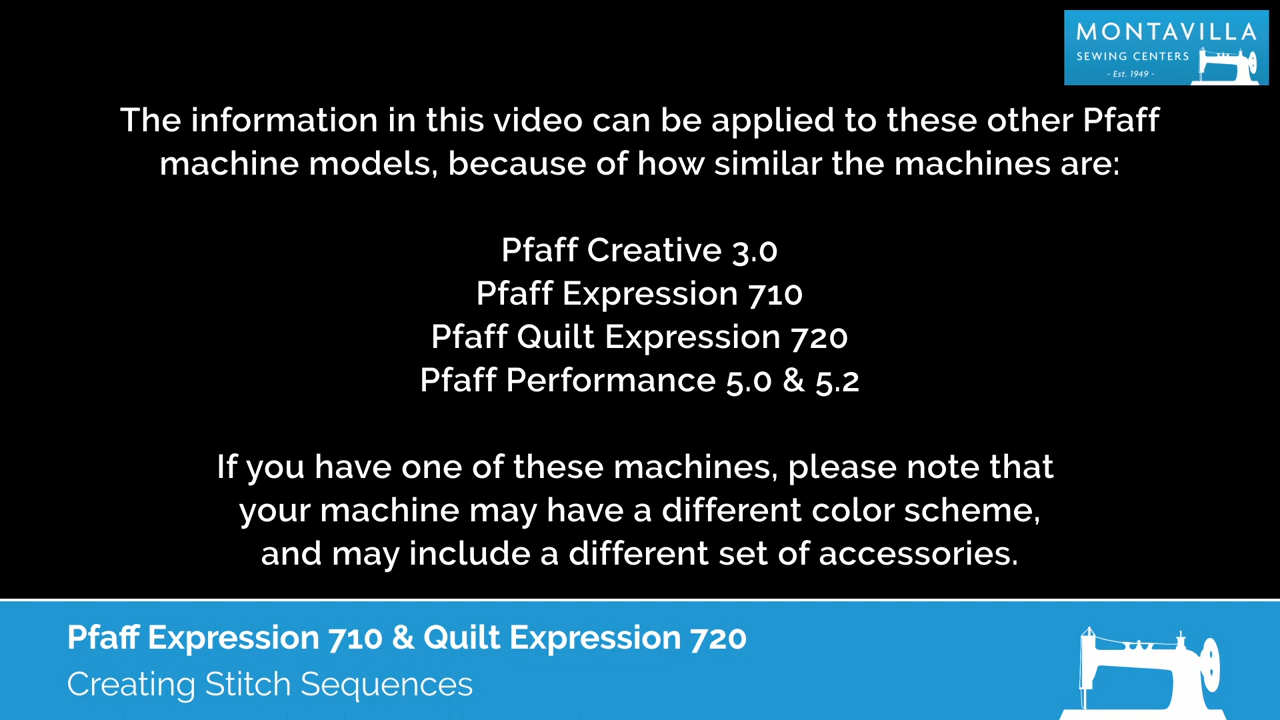 MONTAVILLA
SEWING CENTERS
- Est. 1949 -
The information in this video can be applied to these other Pfaff
machine models, because of how similar the machines are:
Pfaff Creative 3.0
Pfaff Expression 710
Pfaff Quilt Expression 720
Pfaff Performance 5.0 & 5.2
If you have one of these machines, please note that
your machine may have a different color scheme,
and may include a different set of accessories.
Pfaff Expression 710 & Quilt Expression 720
Creating Stitch Sequences